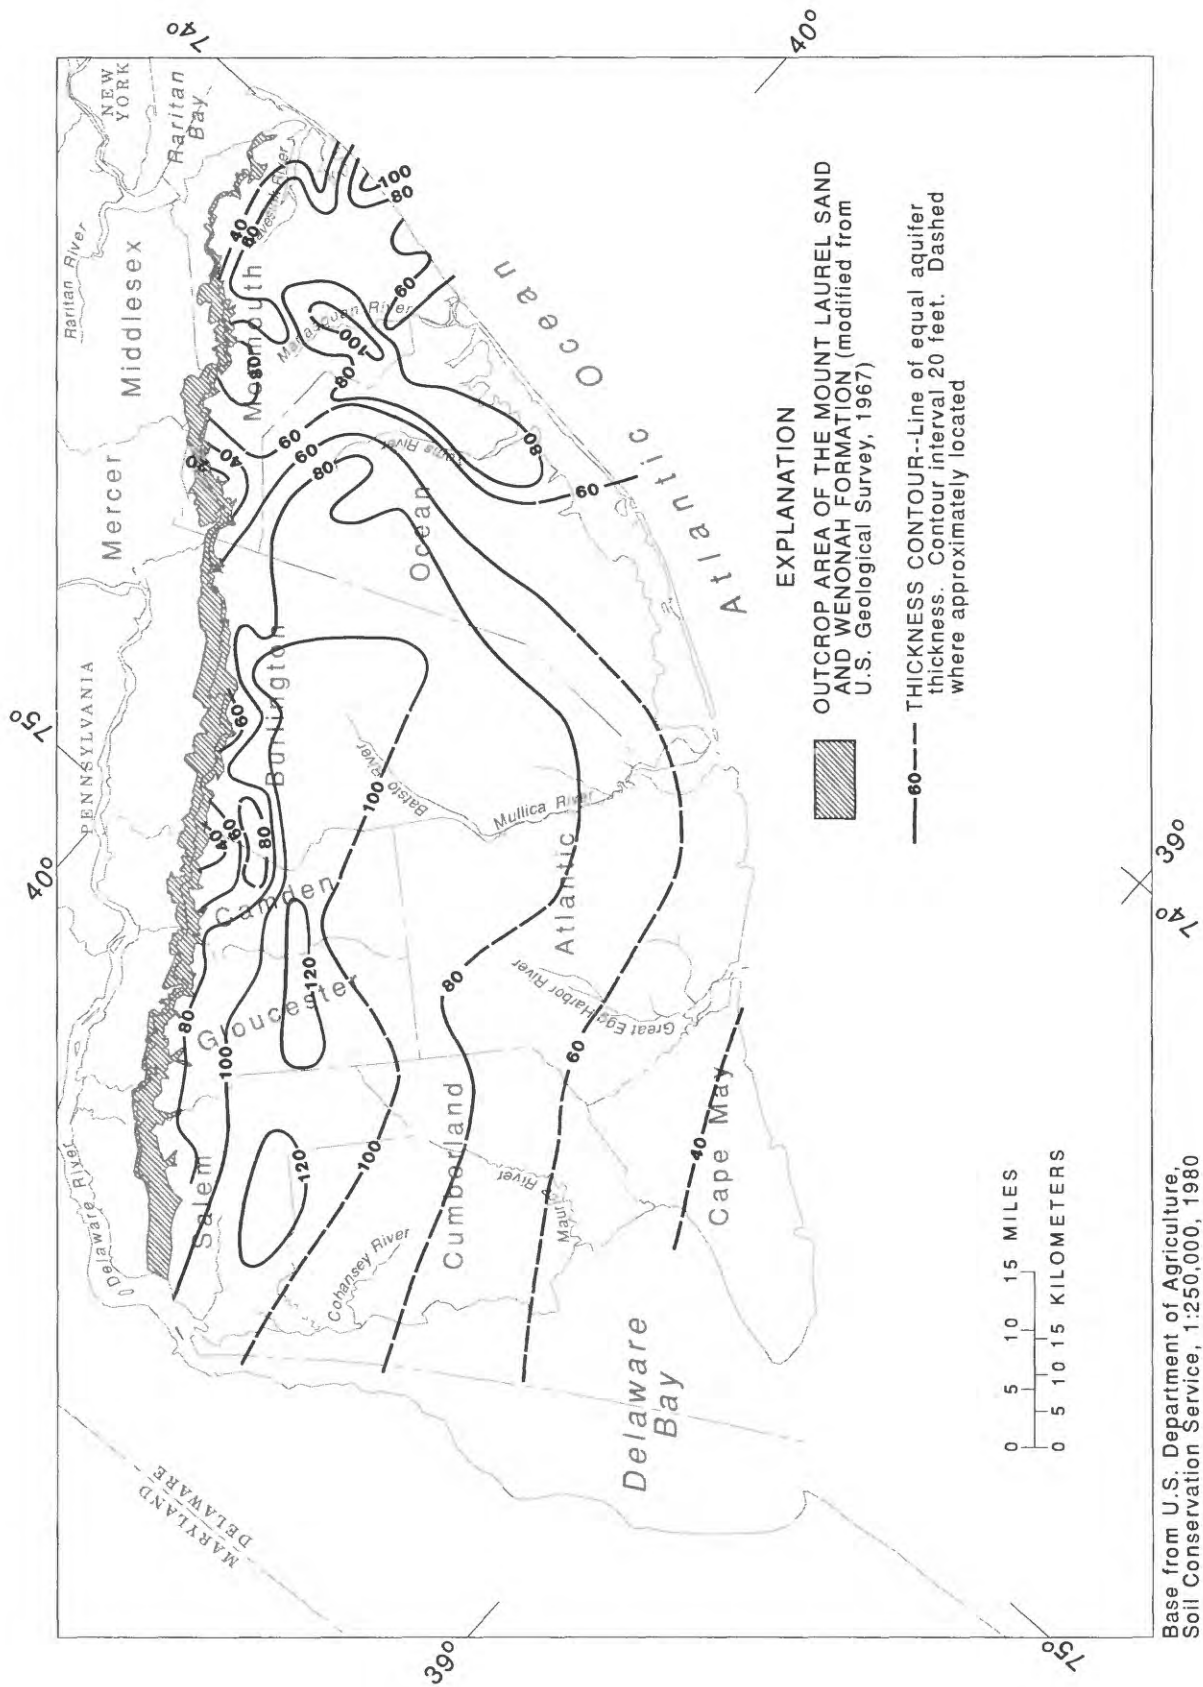 74°
40°
NEW
YORK
Raritan
Bay
Raritan River
Middlesex
Mercer
Monmouth
Navesink River
Manasquan River
Toms River
Ocean
Atlantic Ocean
PENNSYLVANIA
75°
40°
Burlington
Camden
Gloucester
Salem
Batsto River
Mullica River
Atlantic
Great Egg Harbor River
Cumberland
Cape May
Maurice River
Cohansey River
Delaware River
Delaware
Bay
MARYLAND
DELAWARE
39°
75°
39°
74°
40
60
100
80
60
80
100
80
60
60
80
40
80
60
60
40
60
80
80
100
120
120
100
100
80
60
40
EXPLANATION
OUTCROP AREA OF THE MOUNT LAUREL SAND
AND WENONAH FORMATION (modified from
U.S. Geological Survey, 1967)
60
THICKNESS CONTOUR--Line of equal aquifer
thickness. Contour interval 20 feet. Dashed
where approximately located
0 5 10 15 MILES
0 5 10 15 KILOMETERS
Base from U.S. Department of Agriculture,
Soil Conservation Service, 1:250,000, 1980